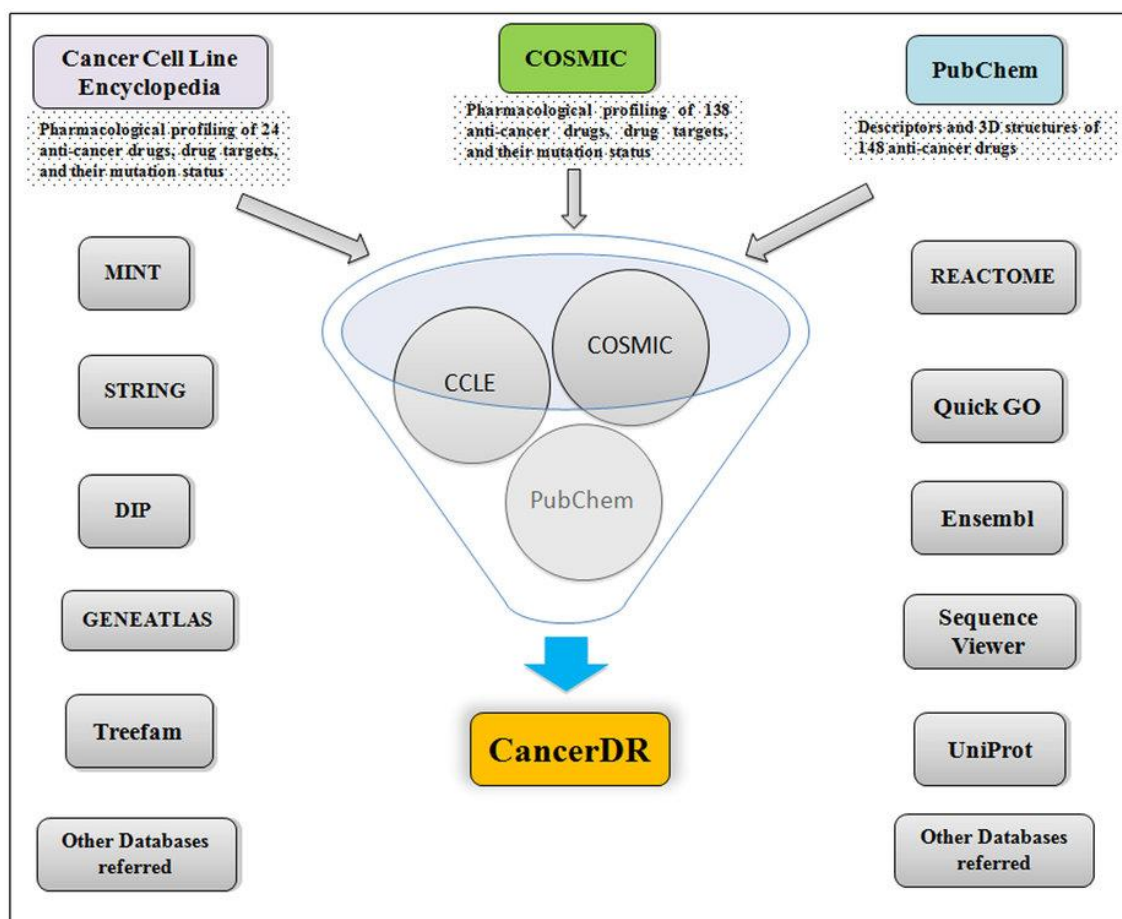 Cancer Cell Line
Encyclopedia
Pharmacological profiling of 24
anti-cancer drugs, drug targets,
and their mutation status
COSMIC
Pharmacological profiling of 138
anti-cancer drugs, drug targets,
and their mutation status
PubChem
Descriptors and 3D structures of
148 anti-cancer drugs
MINT
STRING
DIP
GENEATLAS
Treefam
Other Databases
referred
CCLE
COSMIC
PubChem
CancerDR
REACTOME
Quick GO
Ensembl
Sequence
Viewer
UniProt
Other Databases
referred